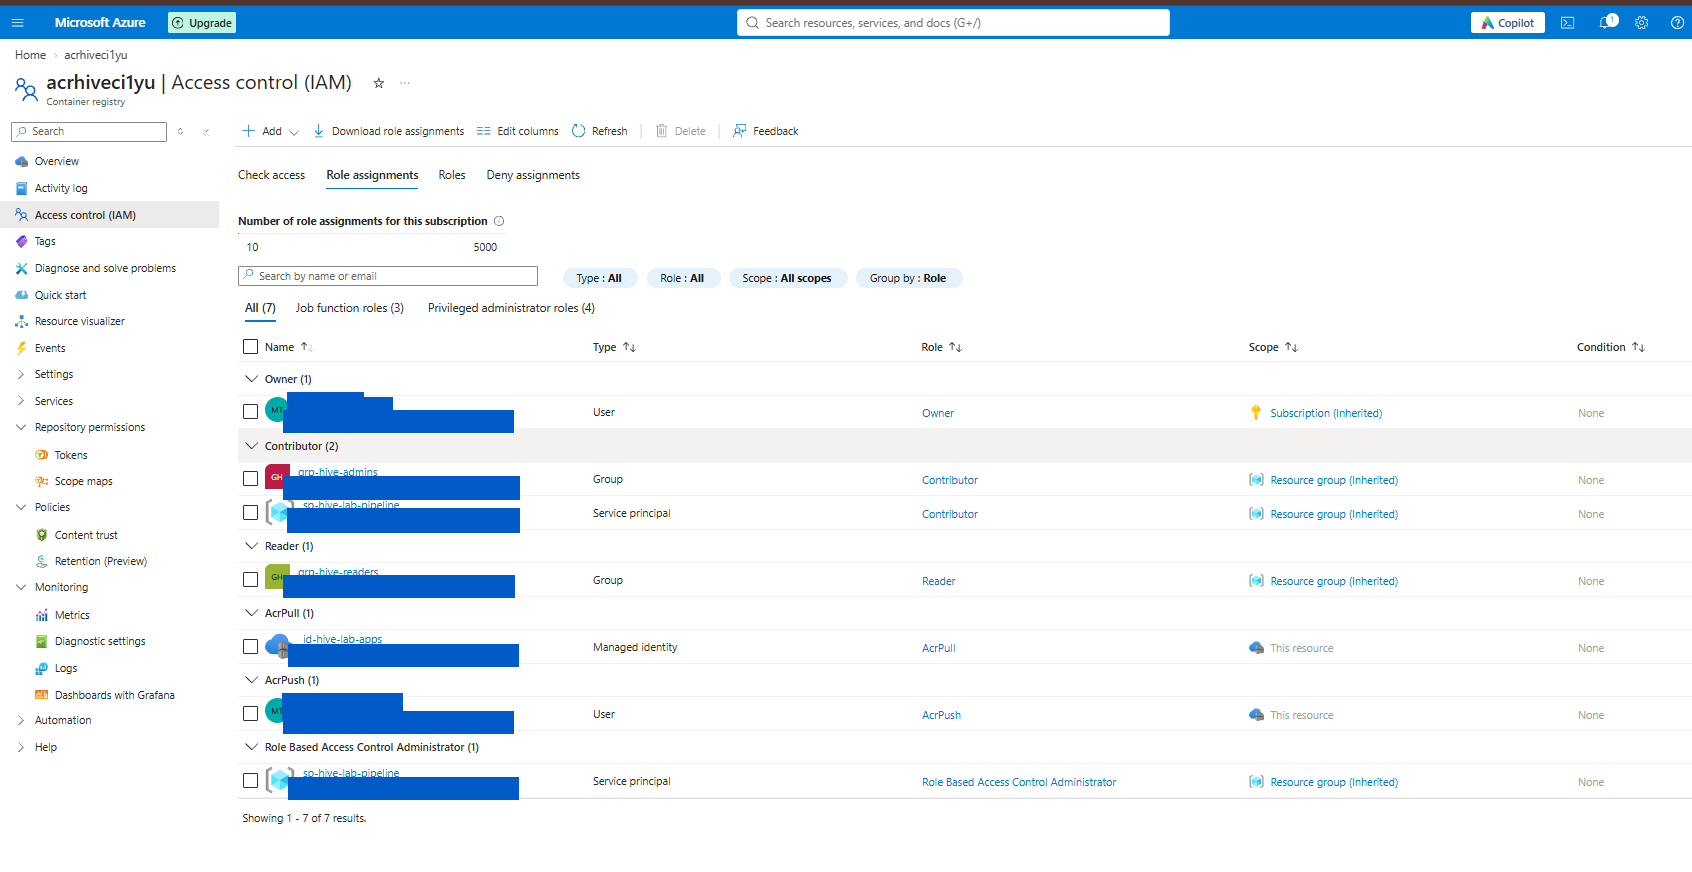 Microsoft Azure
Upgrade
Search resources, services, and docs (G+/)
Copilot
1
Home > acrhiveci1yu
acrhiveci1yu | Access control (IAM)
Container registry
Search
Overview
Activity log
Access control (IAM)
Tags
Diagnose and solve problems
Quick start
Resource visualizer
Events
Settings
Services
Repository permissions
Tokens
Scope maps
Policies
Content trust
Retention (Preview)
Monitoring
Metrics
Diagnostic settings
Logs
Dashboards with Grafana
Automation
Help
Add Download role assignments Edit columns Refresh Delete Feedback
Check access Role assignments Roles Deny assignments
Number of role assignments for this subscription
10 5000
Search by name or email Type : All Role : All Scope : All scopes Group by : Role
All (7) Job function roles (3) Privileged administrator roles (4)
Name Type Role Scope Condition
Owner (1)
MT User Owner Subscription (Inherited) None
Contributor (2)
GH grp-hive-admins Group Contributor Resource group (Inherited) None
sp-hive-lab-pipeline Service principal Contributor Resource group (Inherited) None
Reader (1)
GH grp-hive-readers Group Reader Resource group (Inherited) None
AcrPull (1)
id-hive-lab-apps Managed identity AcrPull This resource None
AcrPush (1)
MT User AcrPush This resource None
Role Based Access Control Administrator (1)
sp-hive-lab-pipeline Service principal Role Based Access Control Administrator Resource group (Inherited) None
Showing 1 - 7 of 7 results.